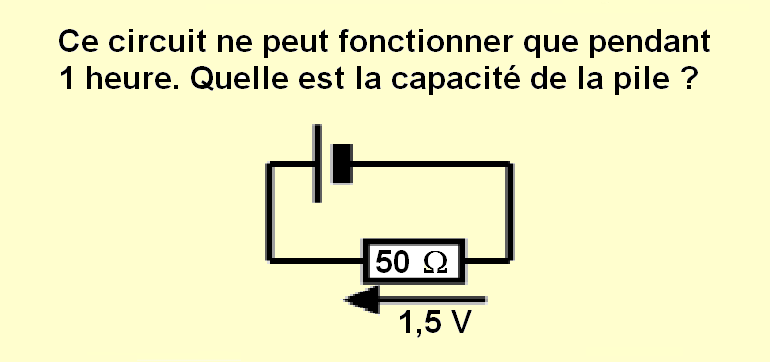 Ce circuit ne peut fonctionner que pendant
1 heure. Quelle est la capacité de la pile ?
50 Ω
1,5 V